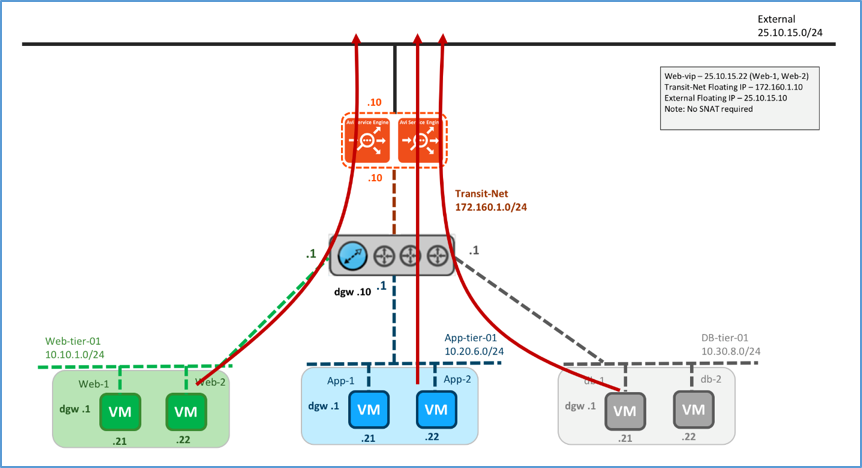 External
25.10.15.0/24
Web-vip – 25.10.15.22 (Web-1, Web-2)
Transit-Net Floating IP – 172.160.1.10
External Floating IP – 25.10.15.10
Note: No SNAT required
.10
Avi Service Engine
Avi Service Engine
.10
Transit-Net
172.160.1.0/24
.1
.1
dgw .10
.1
Web-tier-01
10.10.1.0/24
App-tier-01
10.20.6.0/24
DB-tier-01
10.30.8.0/24
Web-1
Web-2
App-1
App-2
db-1
db-2
dgw .1
VM
VM
dgw .1
VM
VM
dgw .1
VM
VM
.21
.22
.21
.22
.21
.22